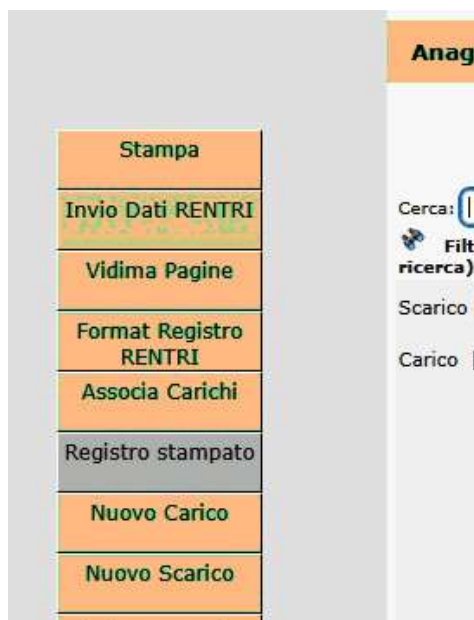 Anag
Stampa
Invio Dati RENTRI
Vidima Pagine
Format Registro
RENTRI
Associa Carichi
Registro stampato
Nuovo Carico
Nuovo Scarico
Cerca:
Filt
ricerca)
Scarico
Carico